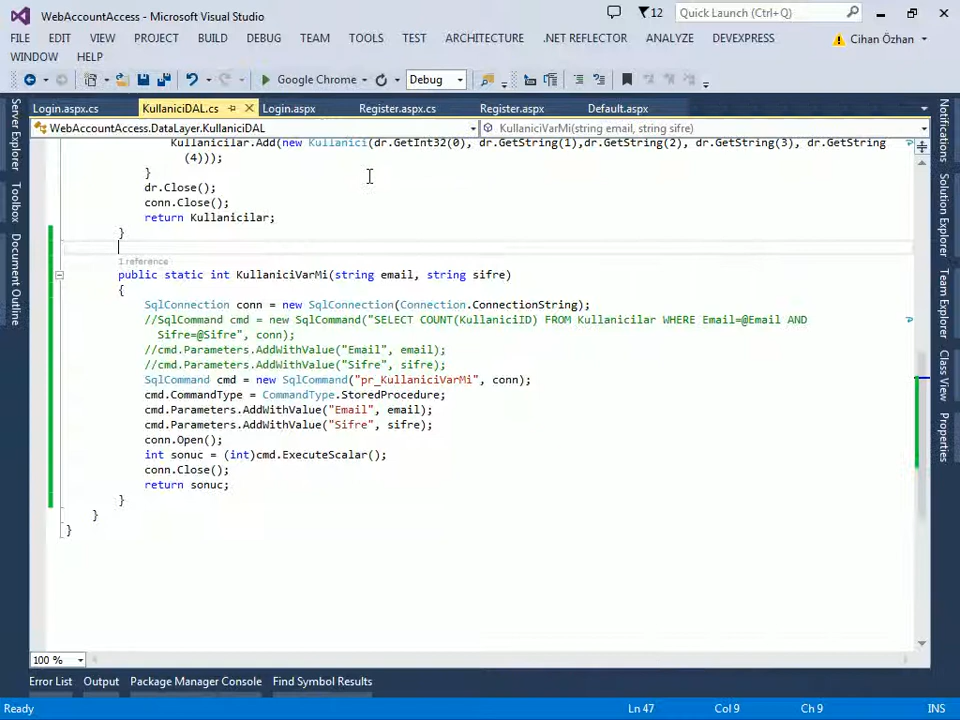 WebAccountAccess - Microsoft Visual Studio
12
Quick Launch (Ctrl+Q)
FILE EDIT VIEW PROJECT BUILD DEBUG TEAM TOOLS TEST ARCHITECTURE .NET REFLECTOR ANALYZE DEVEXPRESS
Cihan Özhan
WINDOW HELP
Google Chrome
Debug
Login.aspx.cs KullaniciDAL.cs Login.aspx Register.aspx.cs Register.aspx Default.aspx
WebAccountAccess.DataLayer.KullaniciDAL
KullaniciVarMi(string email, string sifre)
Kullanicilar.Add(new Kullanici(dr.GetInt32(0), dr.GetString(1),dr.GetString(2), dr.GetString(3), dr.GetString
(4)));
}
dr.Close();
conn.Close();
return Kullanicilar;
}
1 reference
public static int KullaniciVarMi(string email, string sifre)
{
SqlConnection conn = new SqlConnection(Connection.ConnectionString);
//SqlCommand cmd = new SqlCommand("SELECT COUNT(KullaniciID) FROM Kullanicilar WHERE Email=@Email AND
Sifre=@Sifre", conn);
//cmd.Parameters.AddWithValue("Email", email);
//cmd.Parameters.AddWithValue("Sifre", sifre);
SqlCommand cmd = new SqlCommand("pr_KullaniciVarMi", conn);
cmd.CommandType = CommandType.StoredProcedure;
cmd.Parameters.AddWithValue("Email", email);
cmd.Parameters.AddWithValue("Sifre", sifre);
conn.Open();
int sonuc = (int)cmd.ExecuteScalar();
conn.Close();
return sonuc;
}
}
}
Server Explorer
Toolbox
Document Outline
Notifications
Solution Explorer
Team Explorer
Class View
Properties
100 %
Error List Output Package Manager Console Find Symbol Results
Ready
Ln 47
Col 9
Ch 9
INS